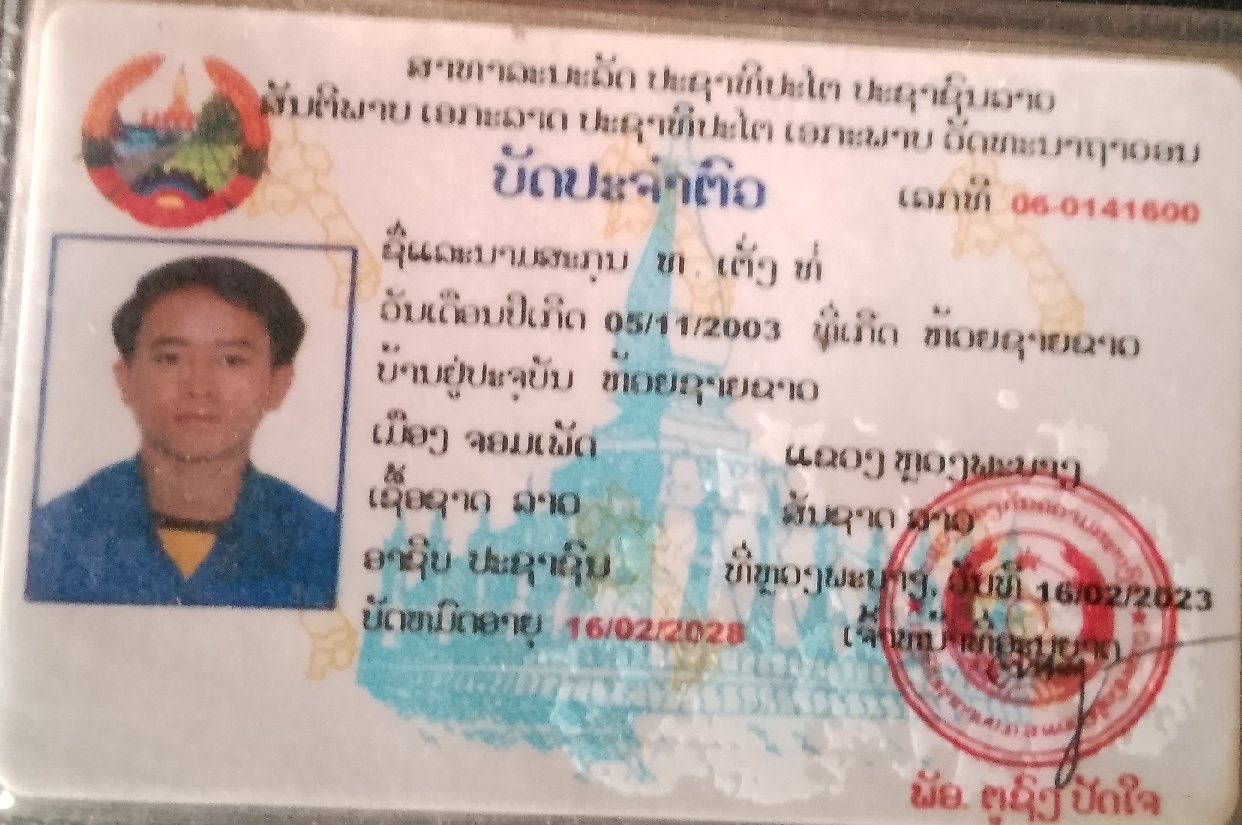 ສາທາລະນະລັດ ປະຊາທິປະໄຕ ປະຊາຊົນລາວ
ສັນຕິພາບ ເອກະລາດ ປະຊາທິປະໄຕ ເອກະພາບ ວັດທະນາຖາວອນ
ບັດປະຈຳຕົວ
ເລກທີ 06-0141600
ຊື່ແລະນາມສະກຸນ ທ. ເຕັ່ງ ທໍ່
ວັນເດືອນປີເກີດ 05/11/2003 ທີ່ເກີດ ຫ້ວຍຊາຍຂາວ
ບ້ານຢູ່ປະຈຸບັນ ຫ້ວຍຊາຍຂາວ
ເມືອງ ຈອມເພັດ ແຂວງ ຫຼວງພະບາງ
ເຊື້ອຊາດ ລາວ ສັນຊາດ ລາວ
ອາຊີບ ປະຊາຊົນ ທີ່ຫຼວງພະບາງ, ວັນທີ 16/02/2023
ບັດຫມົດອາຍຸ 16/02/2028 ເຈົ້າຫນ້າທີ່ອະນຸຍາດ
ພັອ. ຕູຊົ່ງ ປັດໃຈ